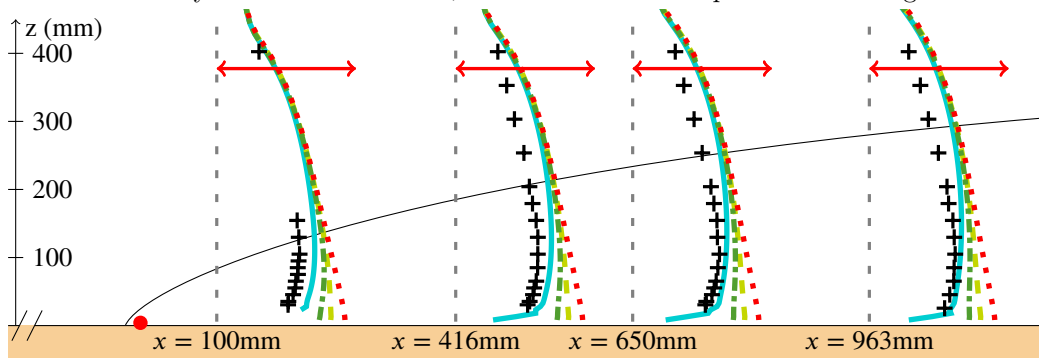 z (mm)
400
300
200
100
x = 100mm x = 416mm x = 650mm x = 963mm